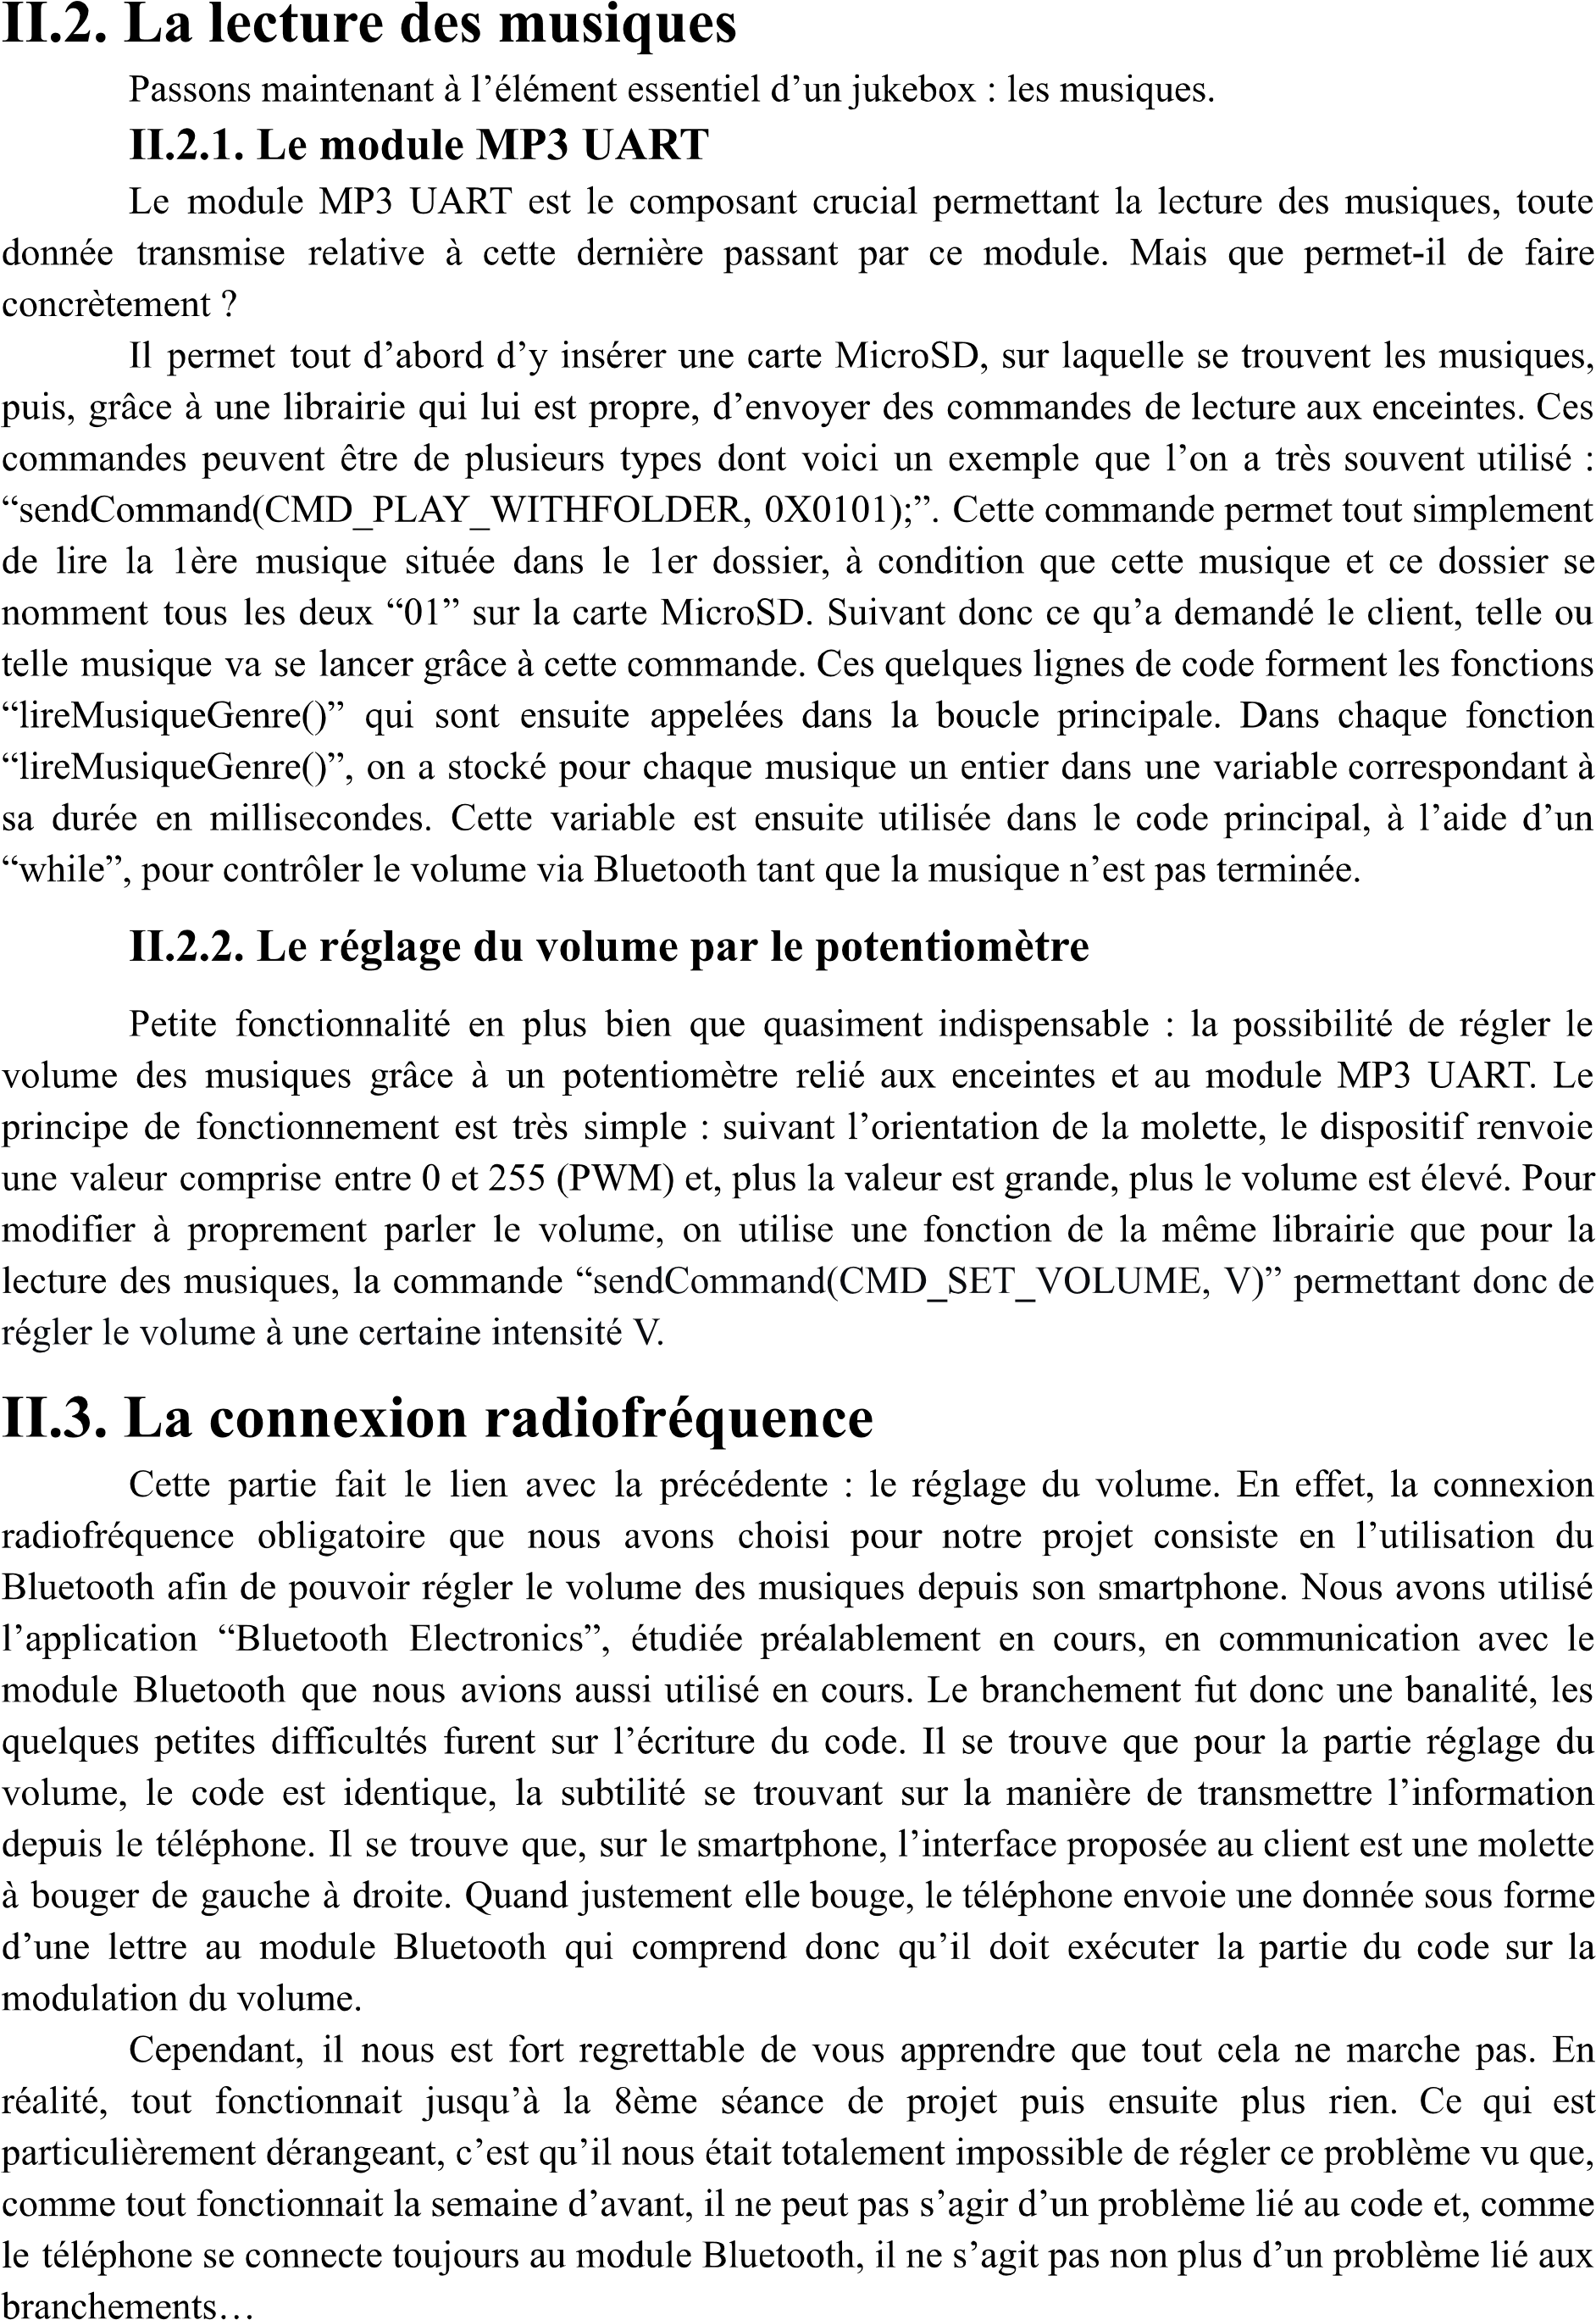 II.2. La lecture des musiques
Passons maintenant à l’élément essentiel d’un jukebox : les musiques.
II.2.1. Le module MP3 UART
Le module MP3 UART est le composant crucial permettant la lecture des musiques, toute
donnée transmise relative à cette dernière passant par ce module. Mais que permet-il de faire
concrètement ?
Il permet tout d’abord d’y insérer une carte MicroSD, sur laquelle se trouvent les musiques,
puis, grâce à une librairie qui lui est propre, d’envoyer des commandes de lecture aux enceintes. Ces
commandes peuvent être de plusieurs types dont voici un exemple que l’on a très souvent utilisé :
“sendCommand(CMD_PLAY_WITHFOLDER, 0X0101);”. Cette commande permet tout simplement
de lire la 1ère musique située dans le 1er dossier, à condition que cette musique et ce dossier se
nomment tous les deux “01” sur la carte MicroSD. Suivant donc ce qu’a demandé le client, telle ou
telle musique va se lancer grâce à cette commande. Ces quelques lignes de code forment les fonctions
“lireMusiqueGenre()” qui sont ensuite appelées dans la boucle principale. Dans chaque fonction
“lireMusiqueGenre()”, on a stocké pour chaque musique un entier dans une variable correspondant à
sa durée en millisecondes. Cette variable est ensuite utilisée dans le code principal, à l’aide d’un
“while”, pour contrôler le volume via Bluetooth tant que la musique n’est pas terminée.
II.2.2. Le réglage du volume par le potentiomètre
Petite fonctionnalité en plus bien que quasiment indispensable : la possibilité de régler le
volume des musiques grâce à un potentiomètre relié aux enceintes et au module MP3 UART. Le
principe de fonctionnement est très simple : suivant l’orientation de la molette, le dispositif renvoie
une valeur comprise entre 0 et 255 (PWM) et, plus la valeur est grande, plus le volume est élevé. Pour
modifier à proprement parler le volume, on utilise une fonction de la même librairie que pour la
lecture des musiques, la commande “sendCommand(CMD_SET_VOLUME, V)” permettant donc de
régler le volume à une certaine intensité V.
II.3. La connexion radiofréquence
Cette partie fait le lien avec la précédente : le réglage du volume. En effet, la connexion
radiofréquence obligatoire que nous avons choisi pour notre projet consiste en l’utilisation du
Bluetooth afin de pouvoir régler le volume des musiques depuis son smartphone. Nous avons utilisé
l’application “Bluetooth Electronics”, étudiée préalablement en cours, en communication avec le
module Bluetooth que nous avions aussi utilisé en cours. Le branchement fut donc une banalité, les
quelques petites difficultés furent sur l’écriture du code. Il se trouve que pour la partie réglage du
volume, le code est identique, la subtilité se trouvant sur la manière de transmettre l’information
depuis le téléphone. Il se trouve que, sur le smartphone, l’interface proposée au client est une molette
à bouger de gauche à droite. Quand justement elle bouge, le téléphone envoie une donnée sous forme
d’une lettre au module Bluetooth qui comprend donc qu’il doit exécuter la partie du code sur la
modulation du volume.
Cependant, il nous est fort regrettable de vous apprendre que tout cela ne marche pas. En
réalité, tout fonctionnait jusqu’à la 8ème séance de projet puis ensuite plus rien. Ce qui est
particulièrement dérangeant, c’est qu’il nous était totalement impossible de régler ce problème vu que,
comme tout fonctionnait la semaine d’avant, il ne peut pas s’agir d’un problème lié au code et, comme
le téléphone se connecte toujours au module Bluetooth, il ne s’agit pas non plus d’un problème lié aux
branchements…